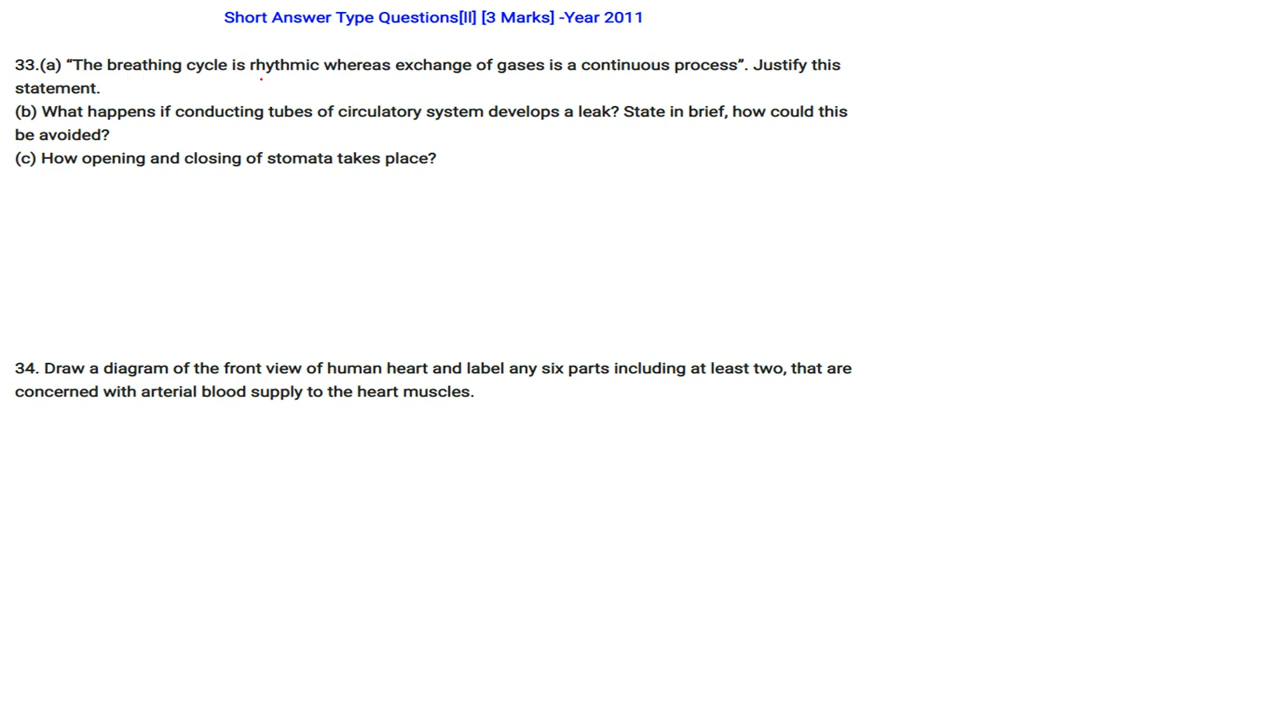 Short Answer Type Questions[II] [3 Marks] -Year 2011
33.(a) “The breathing cycle is rhythmic whereas exchange of gases is a continuous process”. Justify this
statement.
(b) What happens if conducting tubes of circulatory system develops a leak? State in brief, how could this
be avoided?
(c) How opening and closing of stomata takes place?
34. Draw a diagram of the front view of human heart and label any six parts including at least two, that are
concerned with arterial blood supply to the heart muscles.